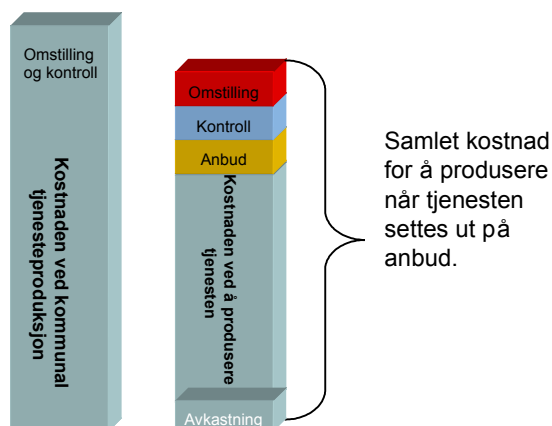 Omstilling
og kontroll
Kostnaden ved kommunal
tjenesteproduksjon
Omstilling
Kontroll
Anbud
Kostnaden ved å produsere
tjenesten
Avkastning
Samlet kostnad
for å produsere
når tjenesten
settes ut på
anbud.